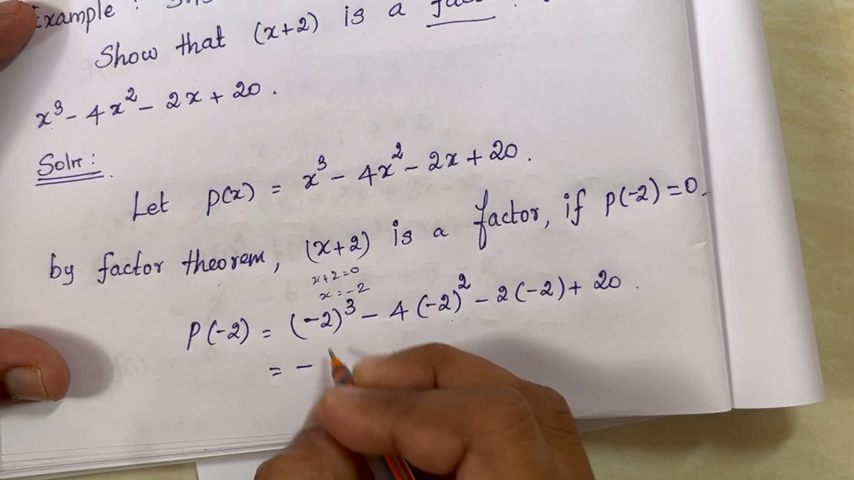 Example :
Show that (x+2) is a
x³ - 4x² - 2x + 20 .
Soln :
Let p(x) = x³ - 4x² - 2x + 20 .
by factor theorem, (x+2) is a factor, if p(-2) = 0.
x+2=0
x = -2
P(-2) = (-2)³ - 4(-2)² - 2(-2) + 20 .
= -